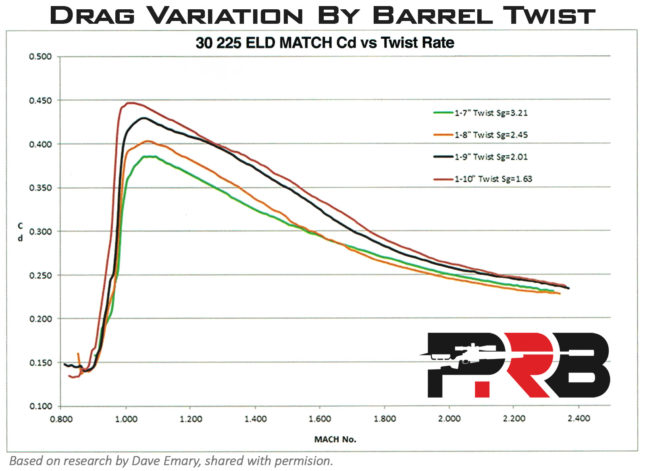 DRAG VARIATION BY BARREL TWIST
30 225 ELD MATCH Cd vs Twist Rate
0.500
0.450
0.400
0.350
0.300
0.250
0.200
0.150
0.100
C
d
1-7" Twist Sg=3.21
1-8" Twist Sg=2.45
1-9" Twist Sg=2.01
1-10" Twist Sg=1.63
PRB
0.800
1.000
1.200
1.400
1.600
1.800
2.000
2.200
2.400
MACH No.
Based on research by Dave Emary, shared with permision.